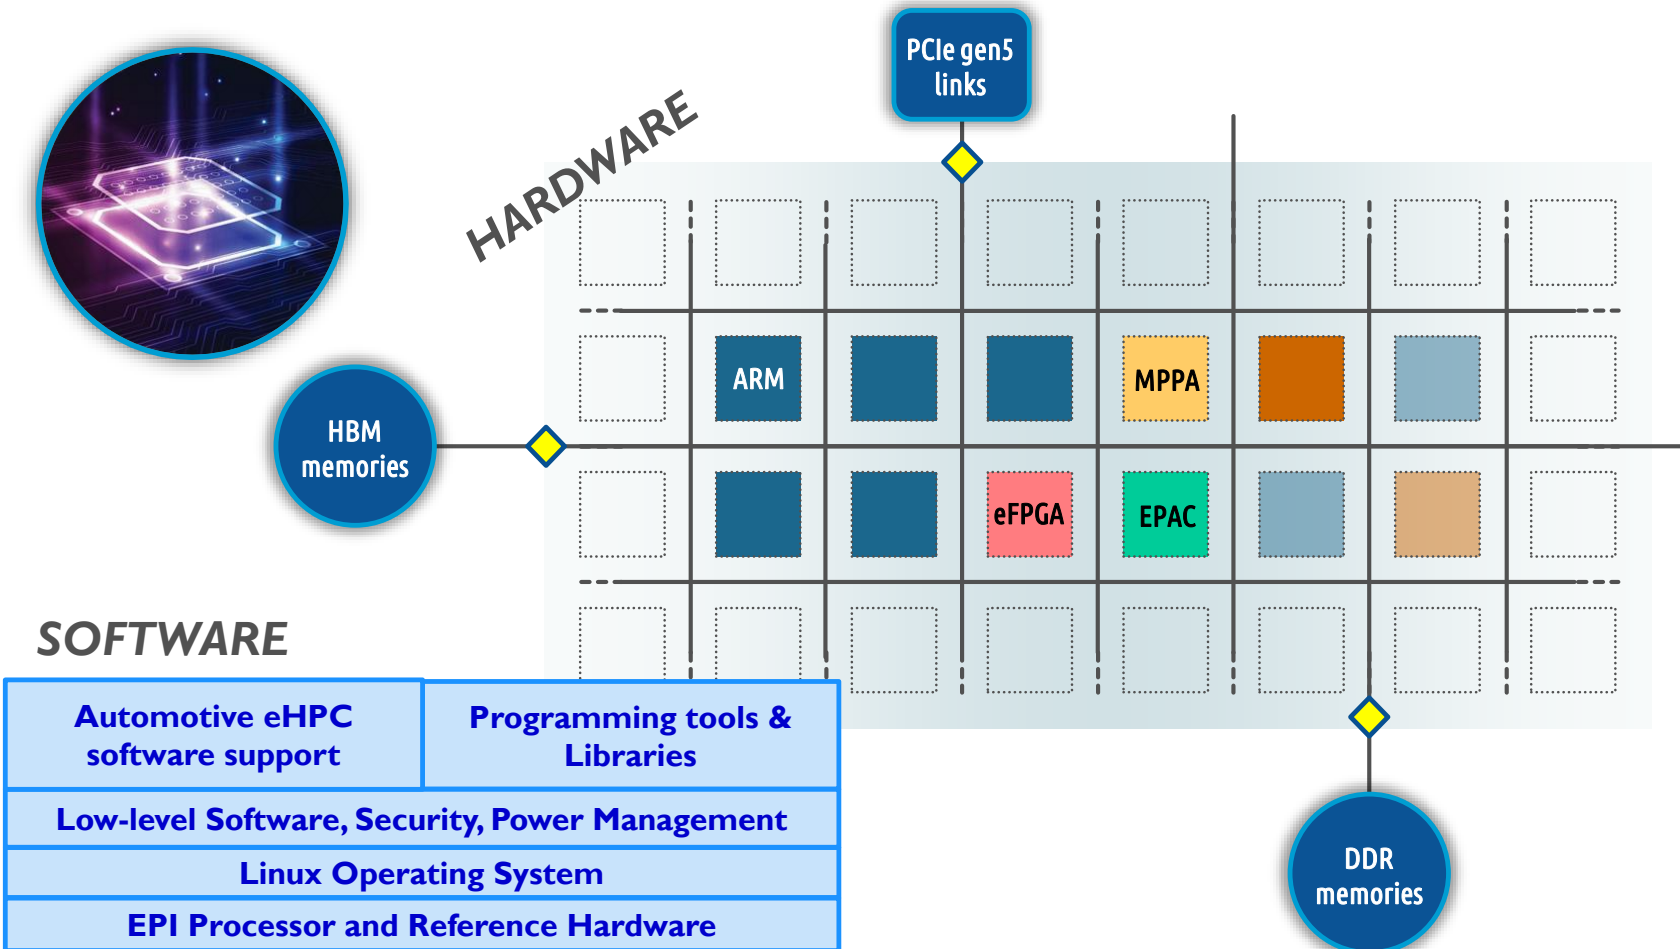 PCIe gen5
links
HARDWARE
ARM
MPPA
HBM
memories
eFPGA
EPAC
SOFTWARE
Automotive eHPC
software support
Programming tools &
Libraries
Low-level Software, Security, Power Management
Linux Operating System
EPI Processor and Reference Hardware
DDR
memories